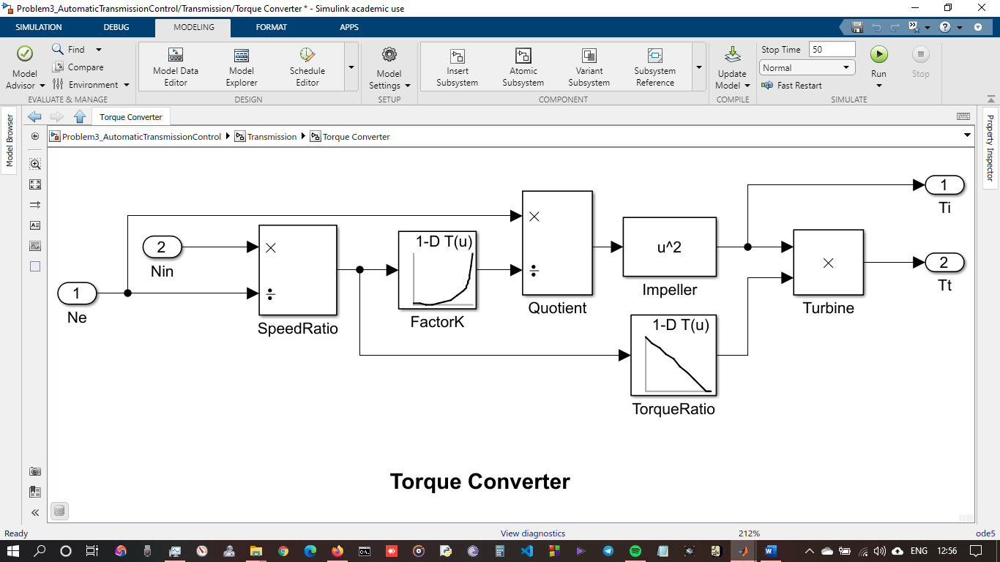 Problem3_AutomaticTransmissionControl/Transmission/Torque Converter * - Simulink academic use
SIMULATION DEBUG MODELING FORMAT APPS
Model Advisor
Find
Compare
Environment
EVALUATE & MANAGE
Model Data Editor
Model Explorer
Schedule Editor
DESIGN
Model Settings
SETUP
Insert Subsystem
Atomic Subsystem
Variant Subsystem
Subsystem Reference
COMPONENT
Update Model
COMPILE
Stop Time 50
Normal
Fast Restart
Run
Stop
SIMULATE
Model Browser
Torque Converter
Property Inspector
Problem3_AutomaticTransmissionControl Transmission Torque Converter
1
Ti
2
Nin
1
Ne
×
÷
SpeedRatio
1-D T(u)
FactorK
×
÷
Quotient
u^2
Impeller
1-D T(u)
TorqueRatio
×
Turbine
2
Tt
Torque Converter
Ready View diagnostics 212% ode5
ENG 12:56